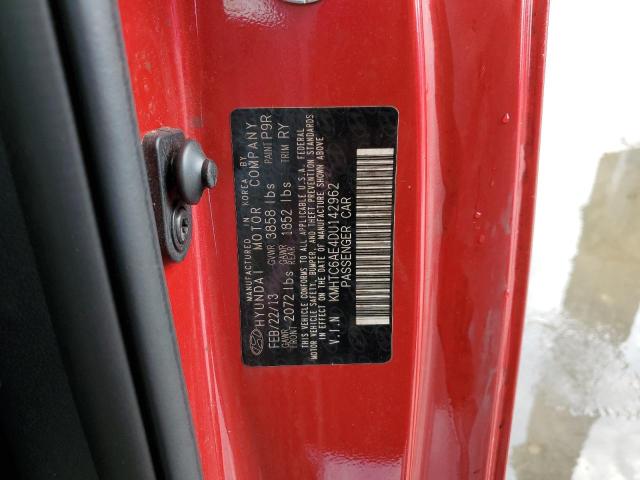 MANUFACTURED IN KOREA BY
HYUNDAI MOTOR COMPANY
FEB/22/13 GVWR 3858 lbs PAINT P9R
GAWR FRONT 2072 lbs GAWR REAR 1852 lbs TRIM RY
THIS VEHICLE CONFORMS TO ALL APPLICABLE U.S.A. FEDERAL
MOTOR VEHICLE SAFETY, BUMPER, AND THEFT PREVENTION STANDARDS
IN EFFECT ON THE DATE OF MANUFACTURE SHOWN ABOVE
V.I.N KMHTC6AE4DU142962
PASSENGER CAR